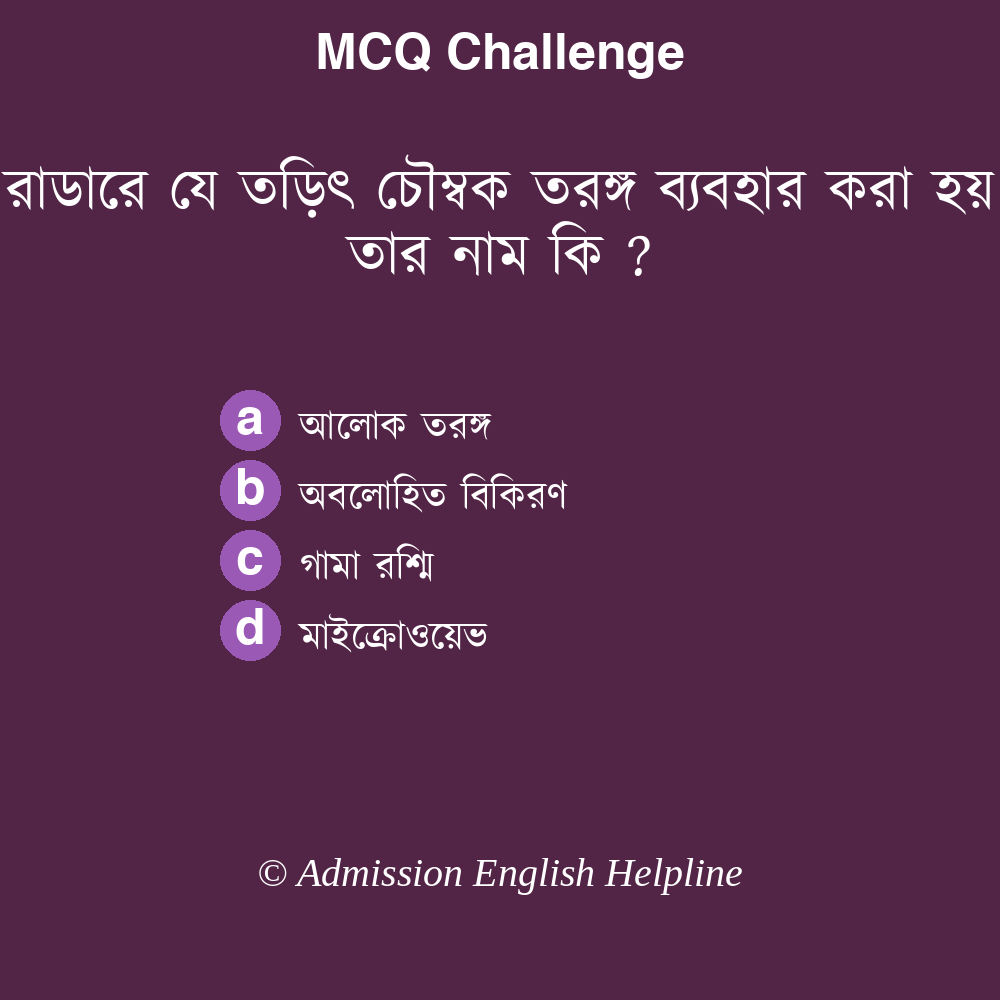 MCQ Challenge
রাডারে যে তড়িৎ চৌম্বক তরঙ্গ ব্যবহার করা হয়
তার নাম কি ?
a আলোক তরঙ্গ
b অবলোহিত বিকিরণ
c গামা রশ্মি
d মাইক্রোওয়েভ
© Admission English Helpline